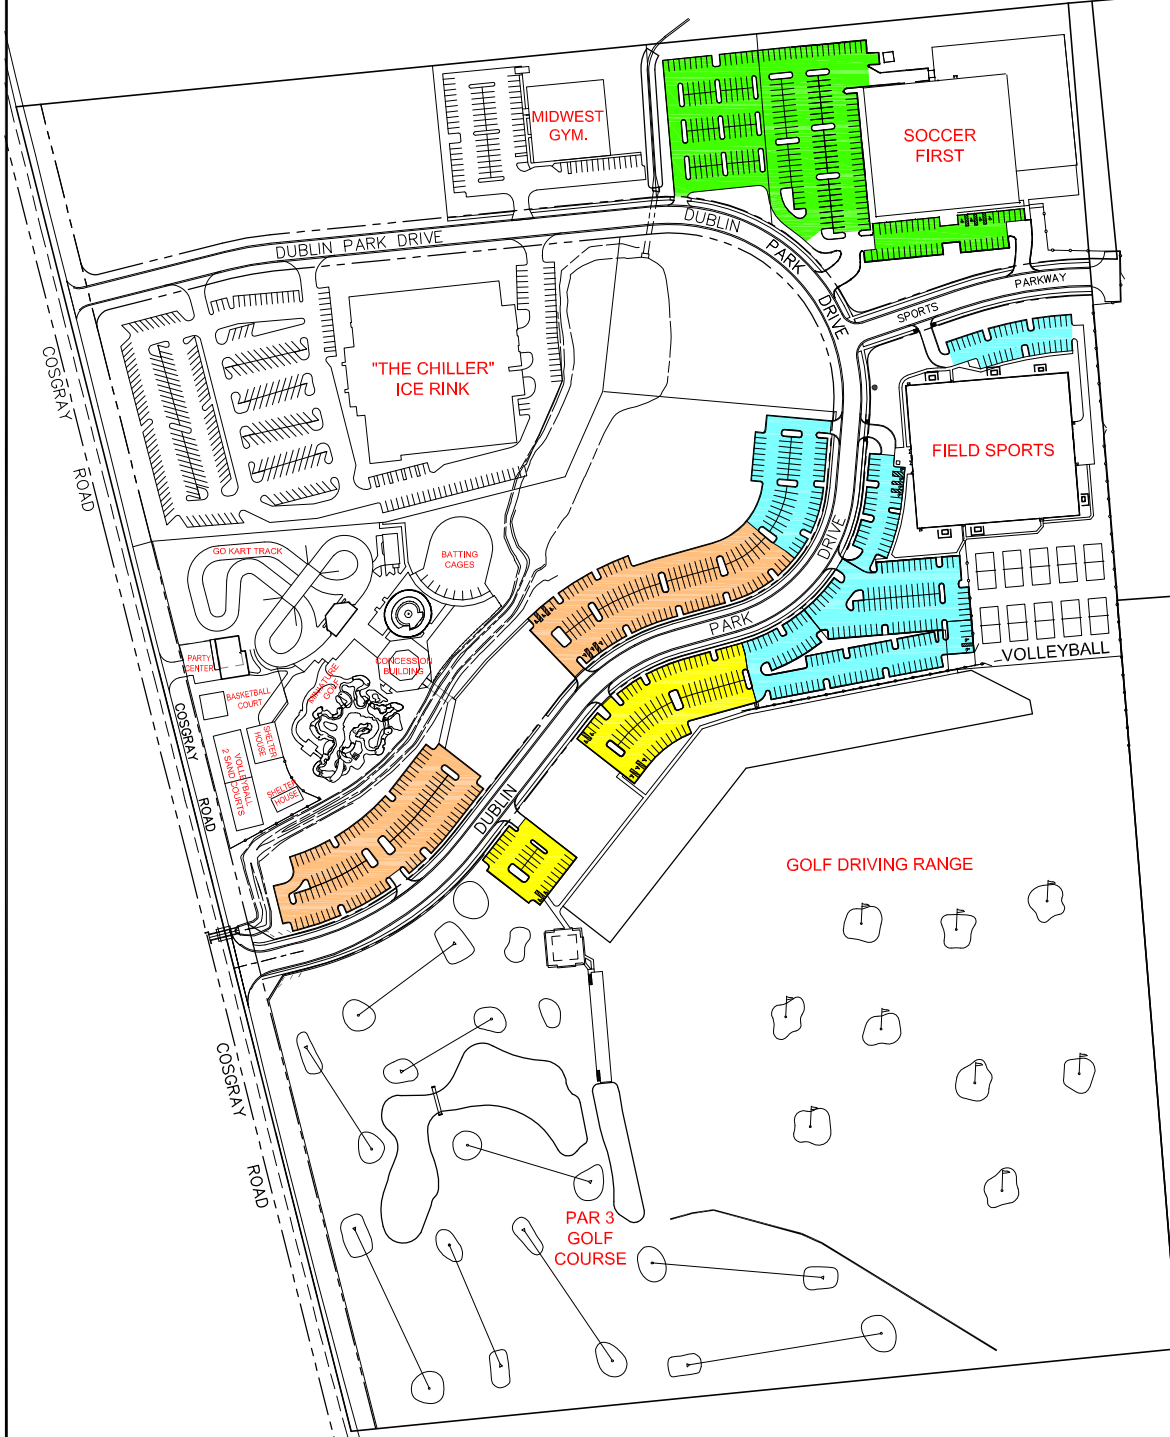 MIDWEST
GYM.
SOCCER
FIRST
DUBLIN PARK DRIVE
DUBLIN
PARK
DRIVE
SPORTS
PARKWAY
COSGRAY
ROAD
"THE CHILLER"
ICE RINK
FIELD SPORTS
GO KART TRACK
BATTING
CAGES
DRIVE
PARK
DUBLIN
VOLLEYBALL
PARTY
CENTER
CONCESSION
BUILDING
MINIATURE
GOLF
BASKETBALL
COURT
SHELTER
HOUSE
VOLLEYBALL
2 SAND COURTS
SHELTER
HOUSE
COSGRAY
ROAD
GOLF DRIVING RANGE
COSGRAY
ROAD
PAR 3
GOLF
COURSE